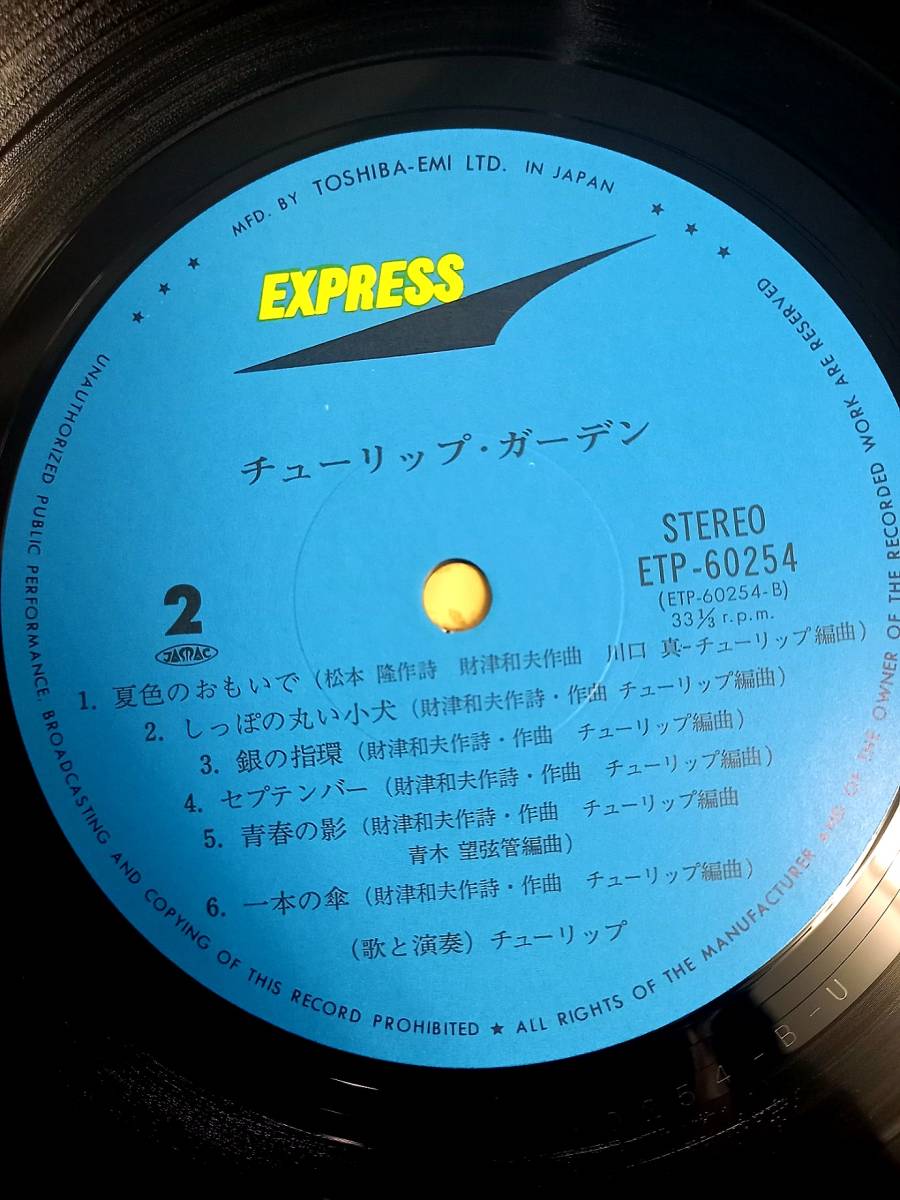 MFD. BY TOSHIBA-EMI LTD. IN JAPAN
★ ★ ★
★ ★ ★
EXPRESS
チューリップ・ガーデン
STEREO
ETP-60254
(ETP-60254-B)
33 1/3 r.p.m.
2
JASRAC
1. 夏色のおもいで (松本 隆作詩 財津和夫作曲 川口 真-チューリップ編曲)
2. しっぽの丸い小犬 (財津和夫作詩・作曲 チューリップ編曲)
3. 銀の指環 (財津和夫作詩・作曲 チューリップ編曲)
4. セプテンバー (財津和夫作詩・作曲 チューリップ編曲)
5. 青春の影 (財津和夫作詩・作曲 チューリップ編曲
青木 望弦管編曲)
6. 一本の傘 (財津和夫作詩・作曲 チューリップ編曲)
(歌と演奏) チューリップ
UNAUTHORIZED PUBLIC PERFORMANCE, BROADCASTING AND COPYING OF THIS RECORD PROHIBITED ★ ALL RIGHTS OF THE MANUFACTURER AND OF THE OWNER OF THE RECORDED WORK ARE RESERVED
254-B-U